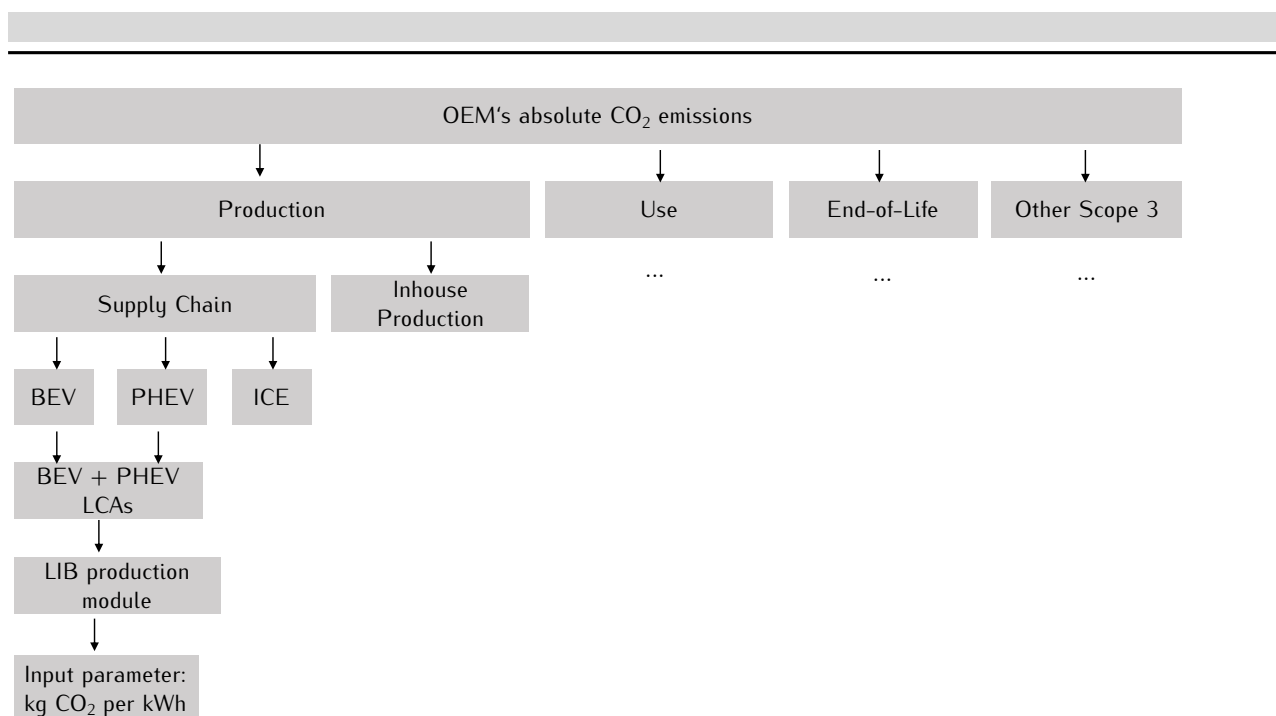 OEM‘s absolute CO₂ emissions
Production
Use
End-of-Life
Other Scope 3
Supply Chain
Inhouse
Production
...
...
...
BEV
PHEV
ICE
BEV + PHEV
LCAs
LIB production
module
Input parameter:
kg CO₂ per kWh